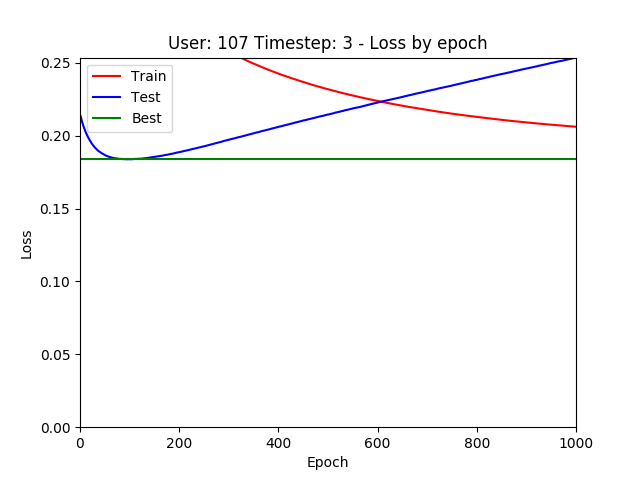 User: 107 Timestep: 3 - Loss by epoch
0.25
0.20
0.15
0.10
0.05
0.00
Loss
Train
Test
Best
0 200 400 600 800 1000
Epoch